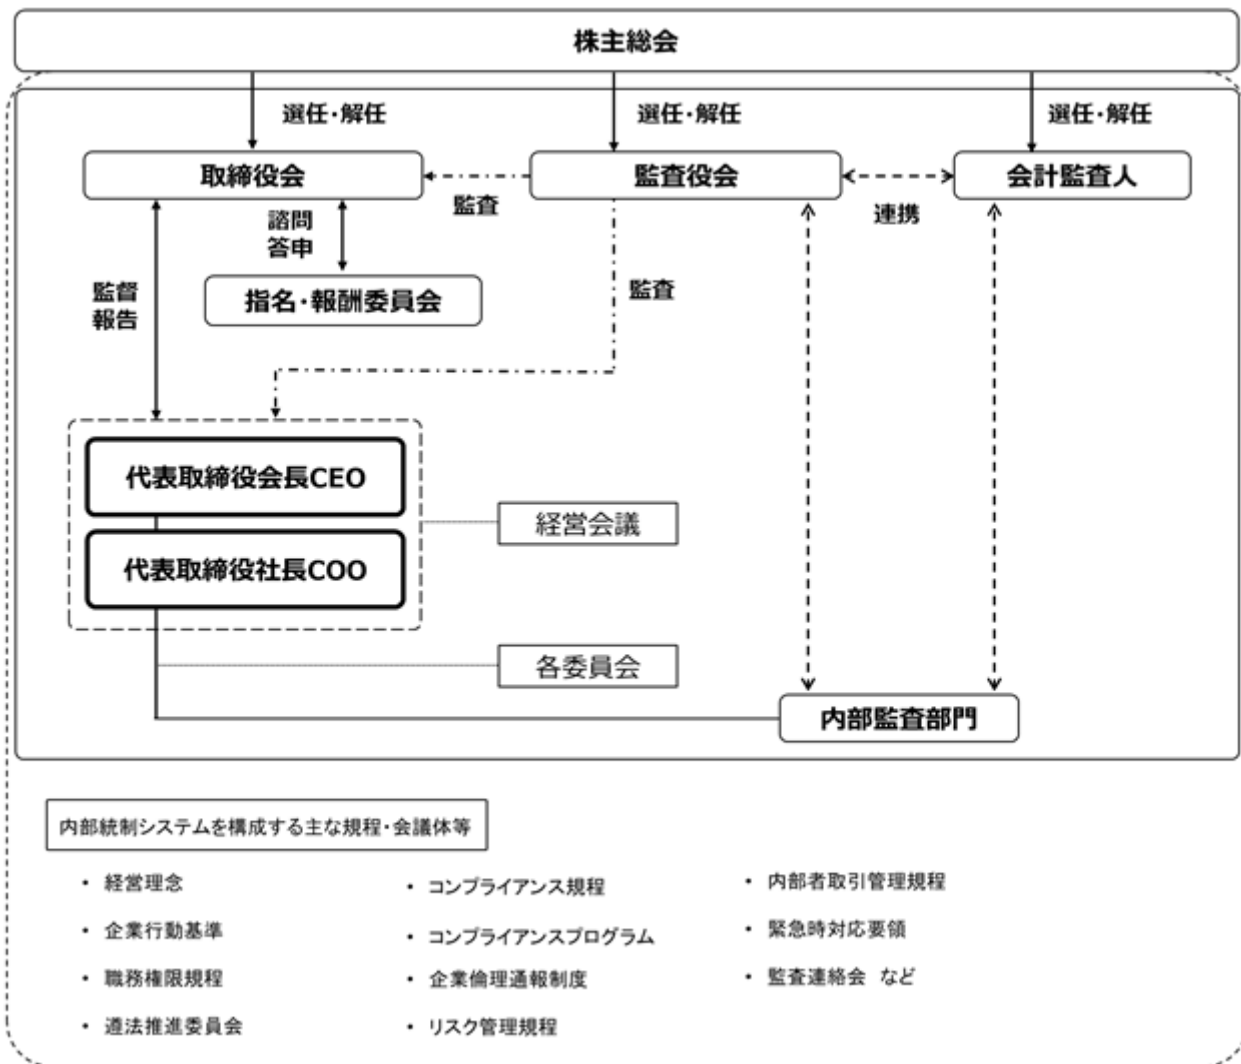 株主総会
選任・解任
選任・解任
選任・解任
取締役会
監査役会
会計監査人
監査
連携
諮問
答申
監督
報告
指名・報酬委員会
監査
代表取締役会長CEO
経営会議
代表取締役社長COO
各委員会
内部監査部門
内部統制システムを構成する主な規程・会議体等
・ 経営理念
・ 企業行動基準
・ 職務権限規程
・ 遵法推進委員会
・ コンプライアンス規程
・ コンプライアンスプログラム
・ 企業倫理通報制度
・ リスク管理規程
・ 内部者取引管理規程
・ 緊急時対応要領
・ 監査連絡会 など